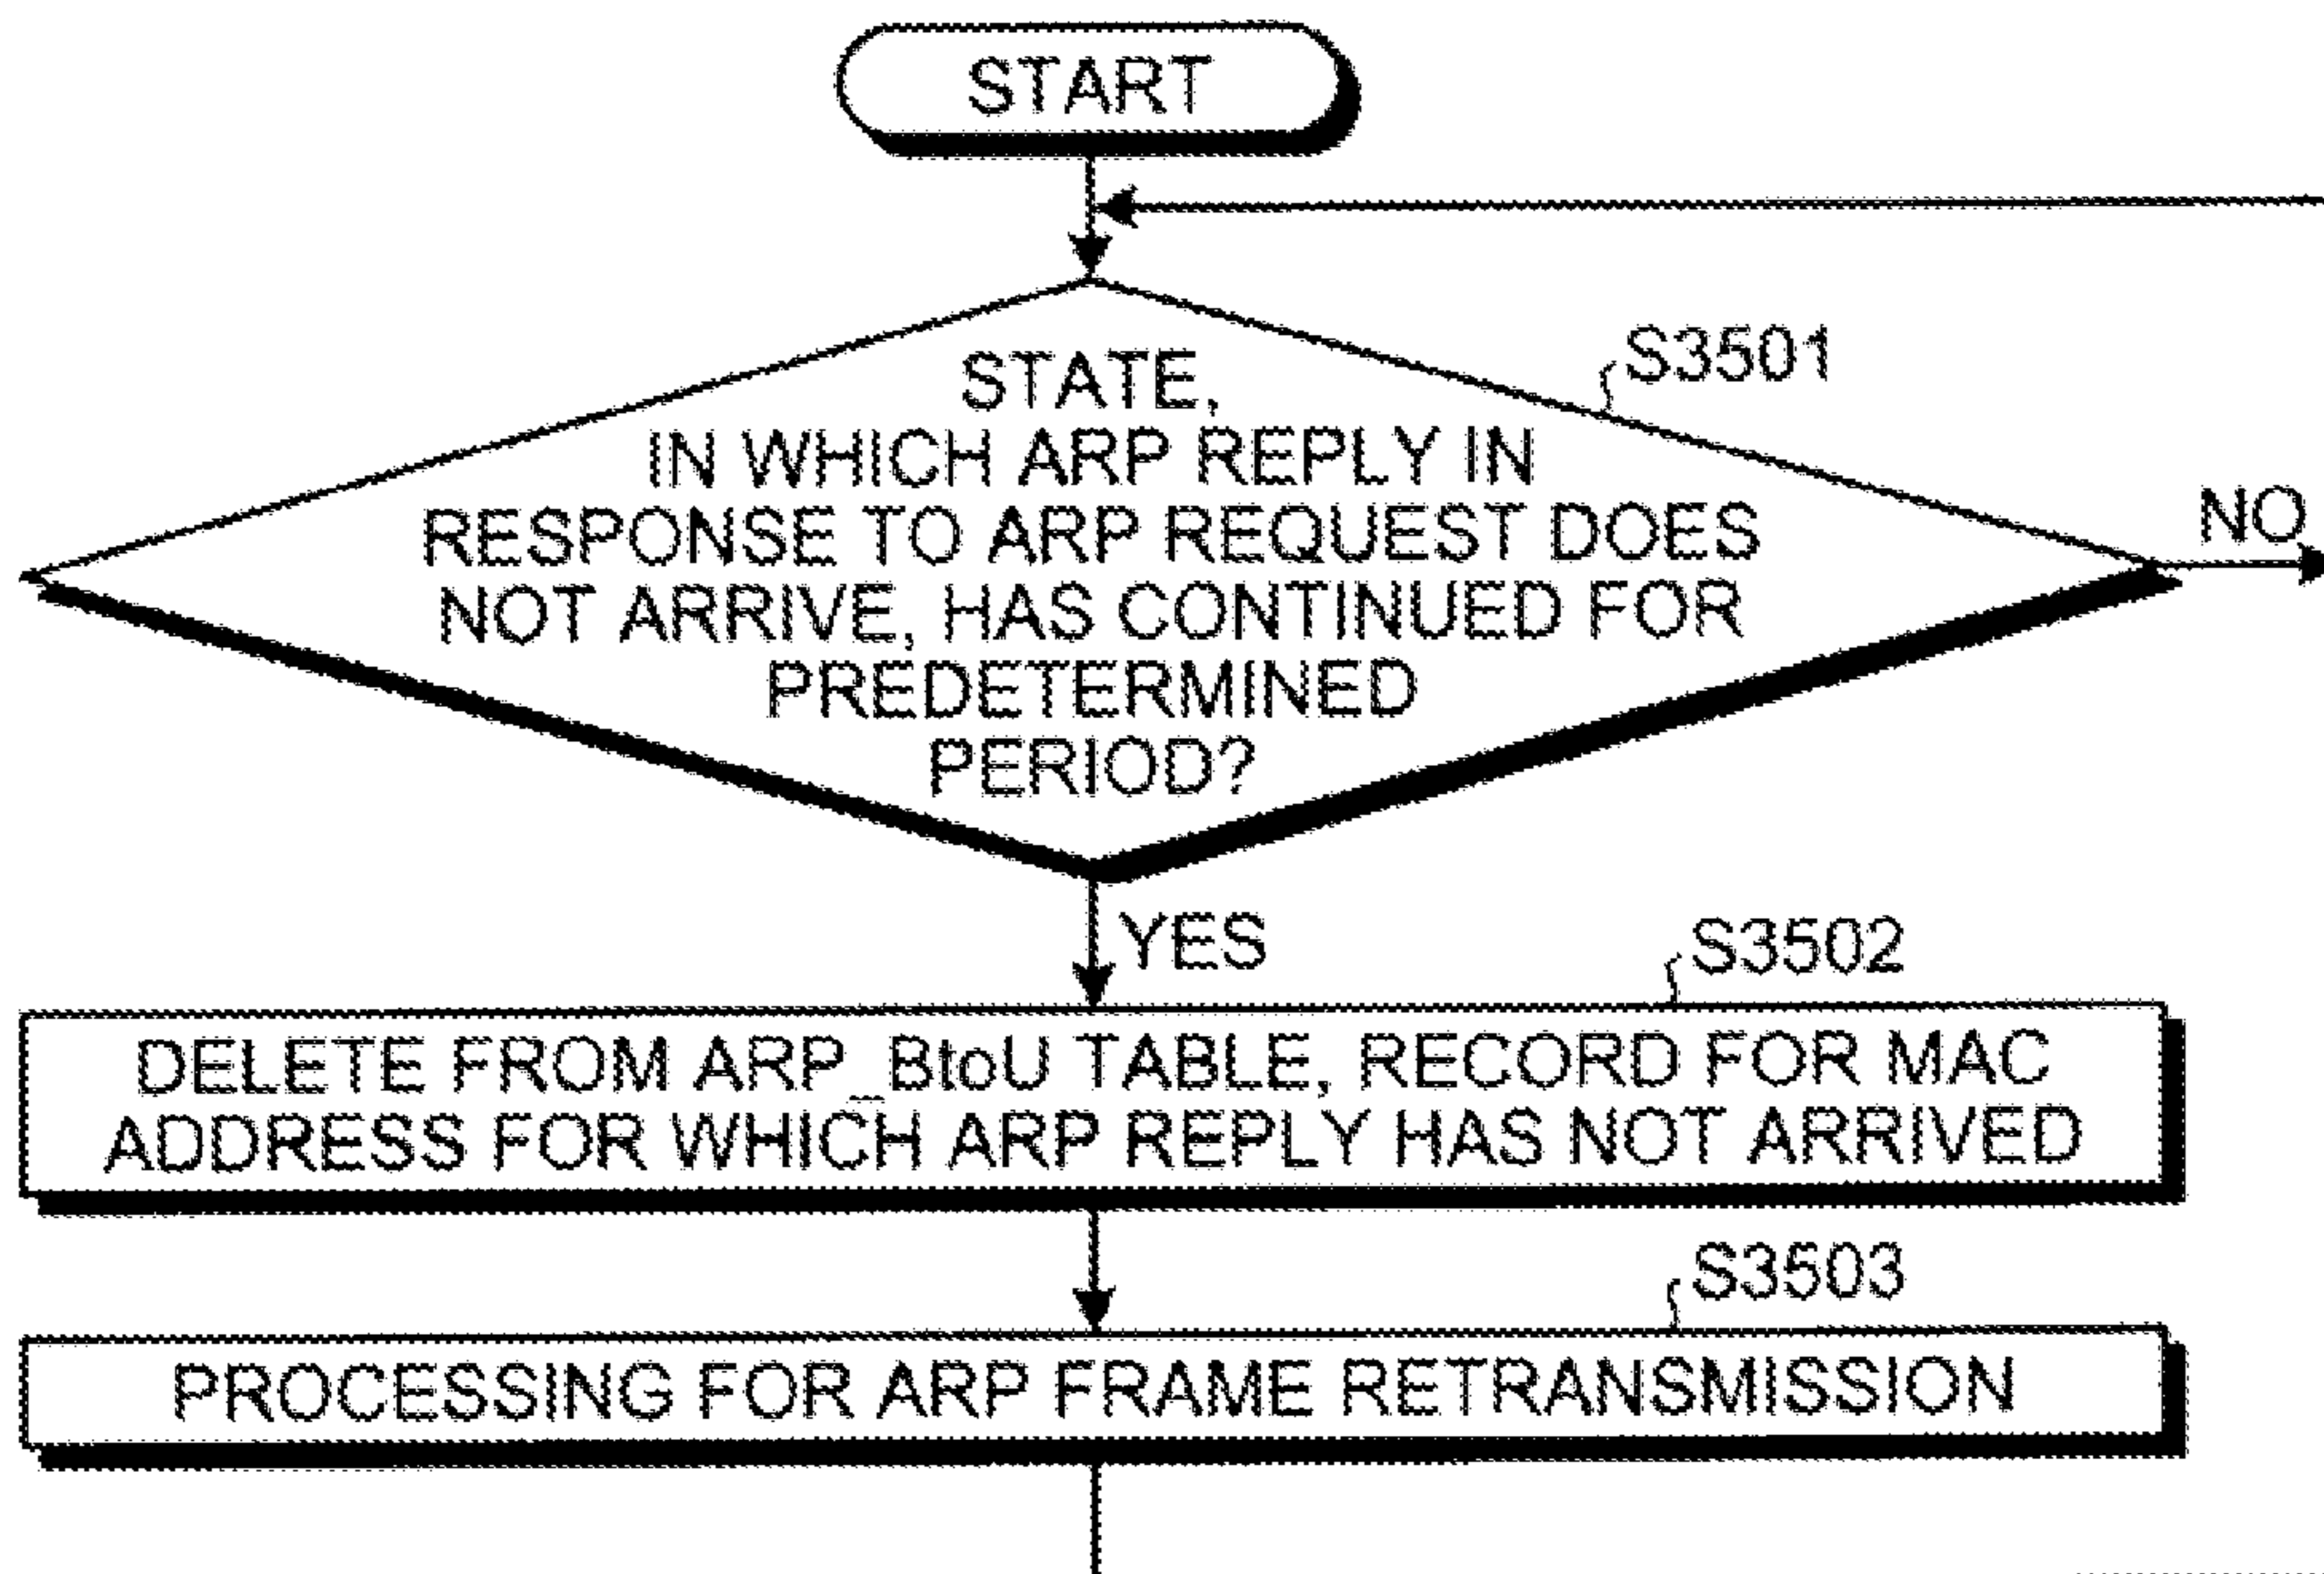 START
S3501
STATE,
IN WHICH ARP REPLY IN
RESPONSE TO ARP REQUEST DOES
NOT ARRIVE, HAS CONTINUED FOR
PREDETERMINED
PERIOD?
NO
YES
S3502
DELETE FROM ARP_BtoU TABLE, RECORD FOR MAC
ADDRESS FOR WHICH ARP REPLY HAS NOT ARRIVED
S3503
PROCESSING FOR ARP FRAME RETRANSMISSION